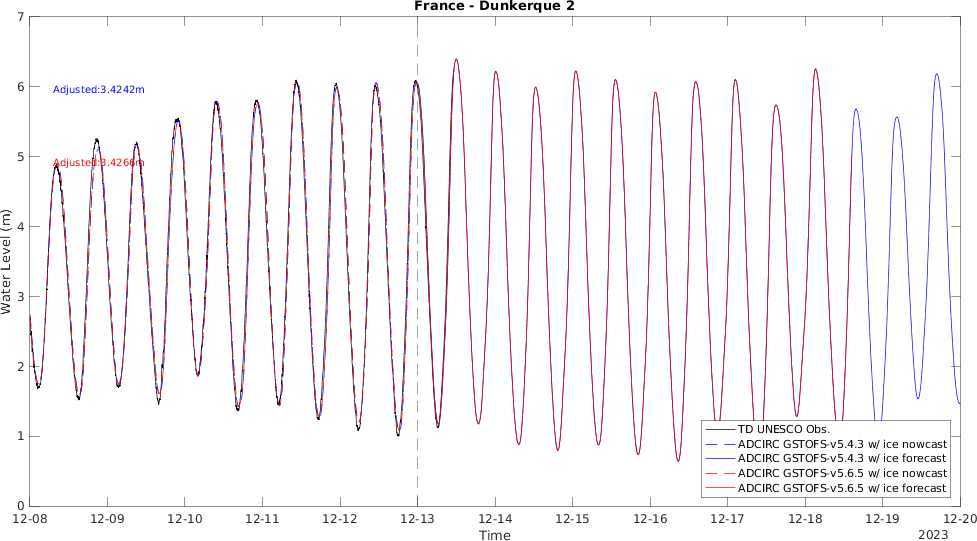 France - Dunkerque 2
7
6
5
4
3
2
1
0
Water Level (m)
Adjusted:3.4242m
Adjusted:3.4266m
TD UNESCO Obs.
ADCIRC GSTOFS-v5.4.3 w/ ice nowcast
ADCIRC GSTOFS-v5.4.3 w/ ice forecast
ADCIRC GSTOFS-v5.6.5 w/ ice nowcast
ADCIRC GSTOFS-v5.6.5 w/ ice forecast
12-08 12-09 12-10 12-11 12-12 12-13 12-14 12-15 12-16 12-17 12-18 12-19 12-20
Time
2023